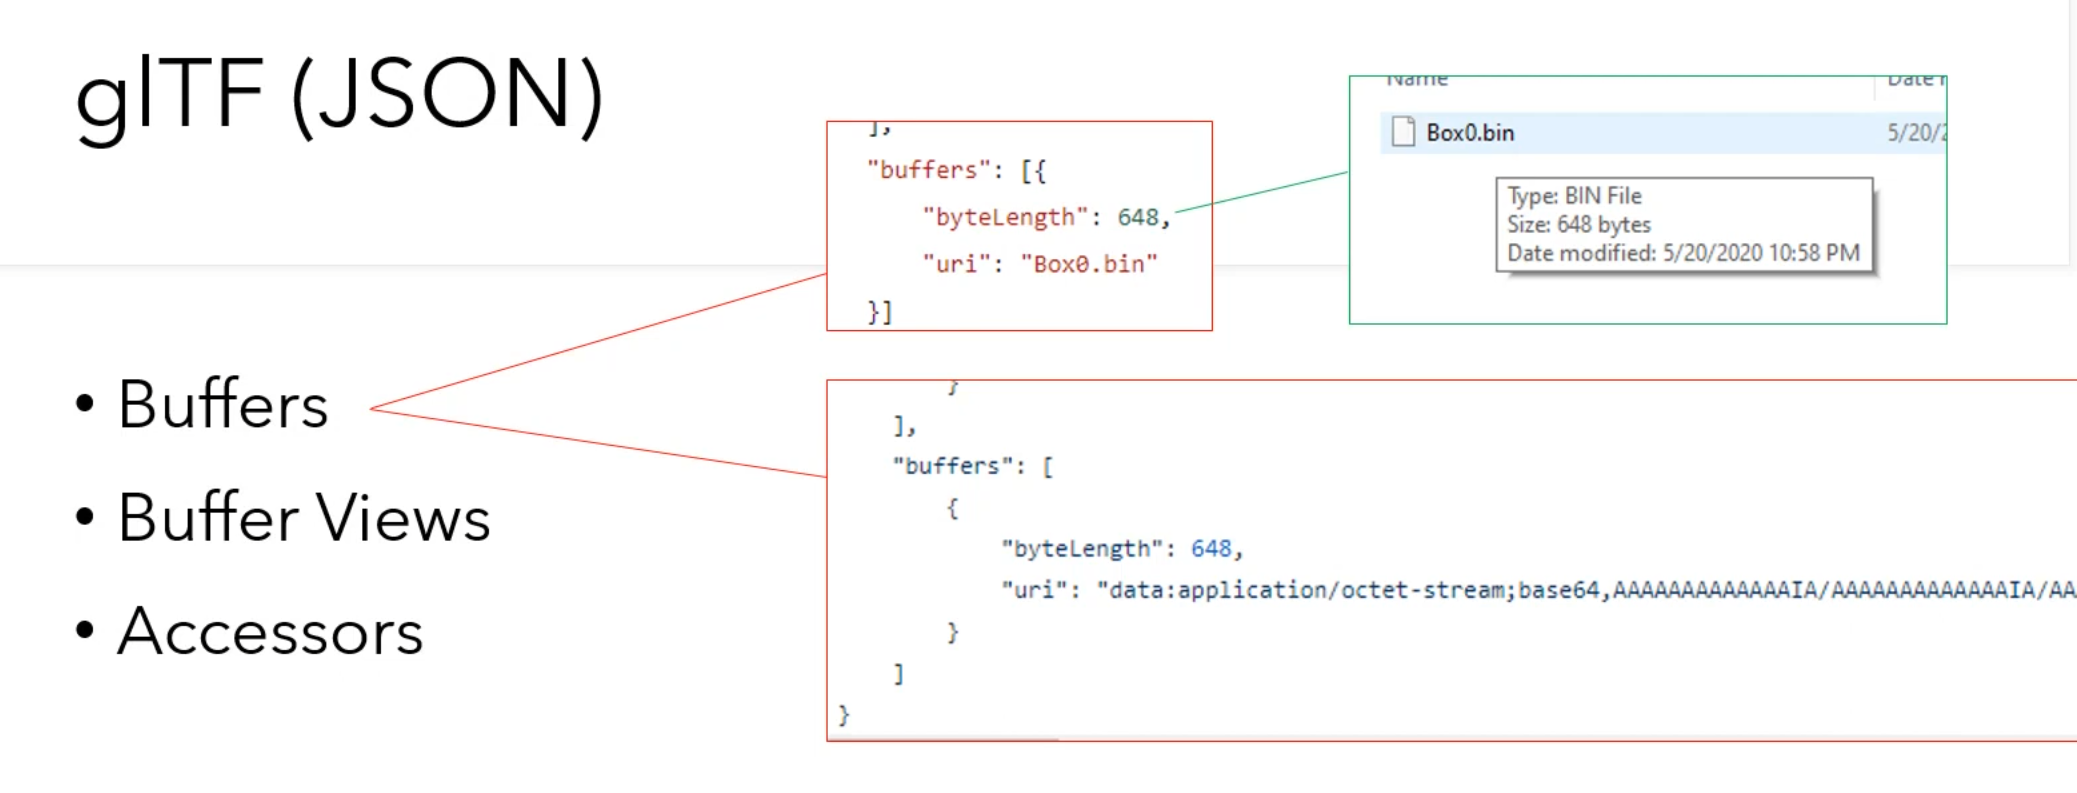 glTF (JSON)
],
"buffers": [{
"byteLength": 648,
"uri": "Box0.bin"
}]
Name
Box0.bin 5/20/2
Type: BIN File
Size: 648 bytes
Date modified: 5/20/2020 10:58 PM
• Buffers
• Buffer Views
• Accessors
}
],
"buffers": [
{
"byteLength": 648,
"uri": "data:application/octet-stream;base64,AAAAAAAAAAAAAIA/AAAAAAAAAAAAAIA/AA
}
]
}